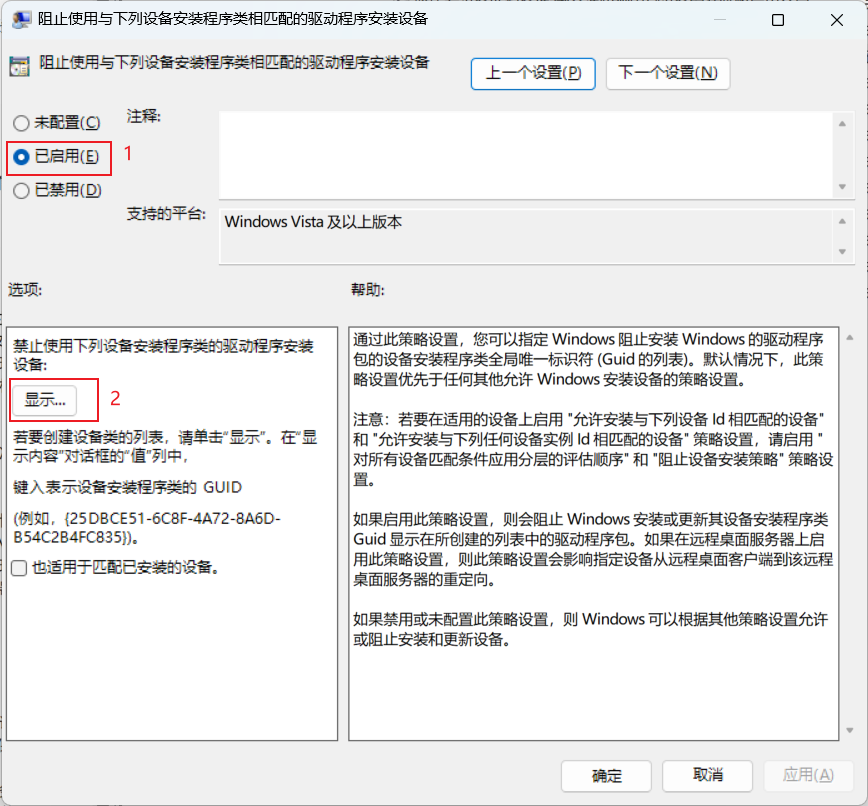 阻止使用与下列设备安装程序类相匹配的驱动程序安装设备
阻止使用与下列设备安装程序类相匹配的驱动程序安装设备
上一个设置(P)
下一个设置(N)
未配置(C)
注释:
已启用(E)
1
已禁用(D)
支持的平台:
Windows Vista 及以上版本
选项:
帮助:
禁止使用下列设备安装程序类的驱动程序安装
设备:
显示...
2
若要创建设备类的列表，请单击“显示”。在“显
示内容”对话框的“值”列中，
键入表示设备安装程序类的 GUID
(例如，{25DBCE51-6C8F-4A72-8A6D-
B54C2B4FC835})。
也适用于匹配已安装的设备。
通过此策略设置，您可以指定 Windows 阻止安装 Windows 的驱动程序
包的设备安装程序类全局唯一标识符 (Guid 的列表)。默认情况下，此策
略设置优先于任何其他允许 Windows 安装设备的策略设置。
注意：若要在适用的设备上启用 "允许安装与下列设备 Id 相匹配的设备"
和 "允许安装与下列任何设备实例 Id 相匹配的设备" 策略设置，请启用 "
对所有设备匹配条件应用分层的评估顺序" 和 "阻止设备安装策略" 策略设
置。
如果启用此策略设置，则会阻止 Windows 安装或更新其设备安装程序类
Guid 显示在所创建的列表中的驱动程序包。如果在远程桌面服务器上启
用此策略设置，则此策略设置会影响指定设备从远程桌面客户端到该远程
桌面服务器的重定向。
如果禁用或未配置此策略设置，则 Windows 可以根据其他策略设置允许
或阻止安装和更新设备。
确定
取消
应用(A)